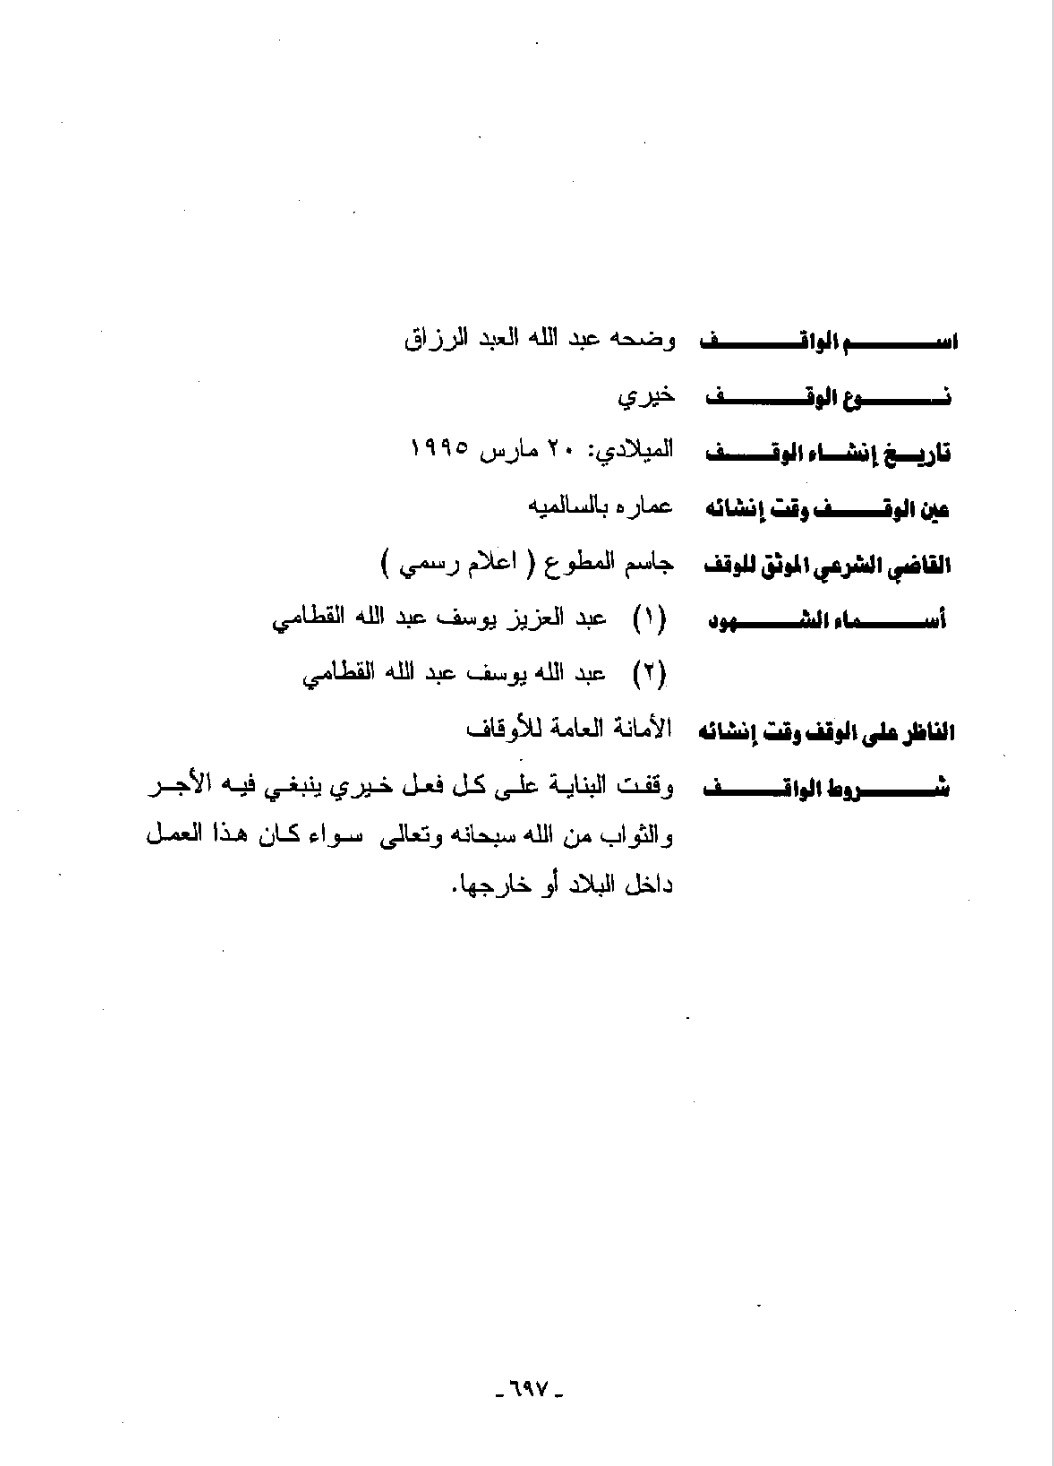 اسم الواقف وضحه عبد الله العبد الرزاق
نوع الوقف خيري
تاريخ إنشاء الوقف الميلادي: ٢٠ مارس ١٩٩٥
عين الوقف وقت إنشائه عماره بالسالميه
القاضي الشرعي الموثق للوقف جاسم المطوع ( اعلام رسمي )
أسماء الشهود (١) عبد العزيز يوسف عبد الله القطامي
(٢) عبد الله يوسف عبد الله القطامي
الناظر على الوقف وقت إنشائه الأمانة العامة للأوقاف
شروط الواقف وقفت البناية على كل فعل خيري ينبغي فيه الأجر
والثواب من الله سبحانه وتعالى سواء كان هذا العمل
داخل البلاد أو خارجها.
- ٦٩٧ -